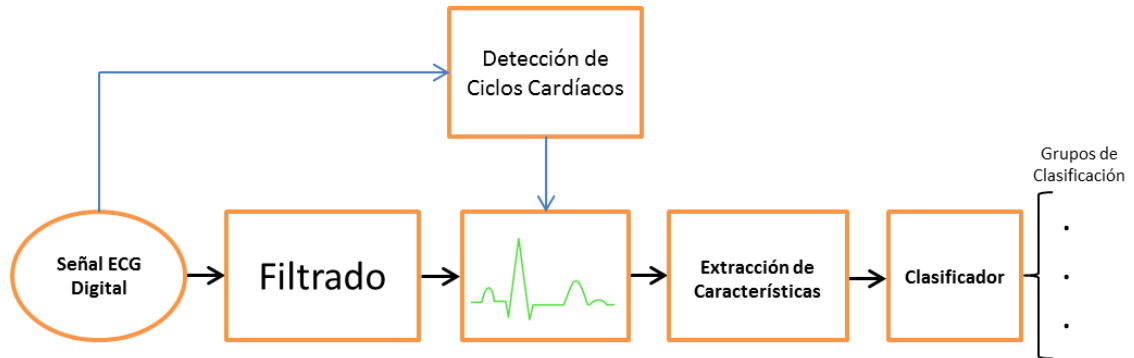 Detección de
Ciclos Cardíacos
Grupos de
Clasificación
Señal ECG
Digital
Filtrado
Extracción de
Características
Clasificador